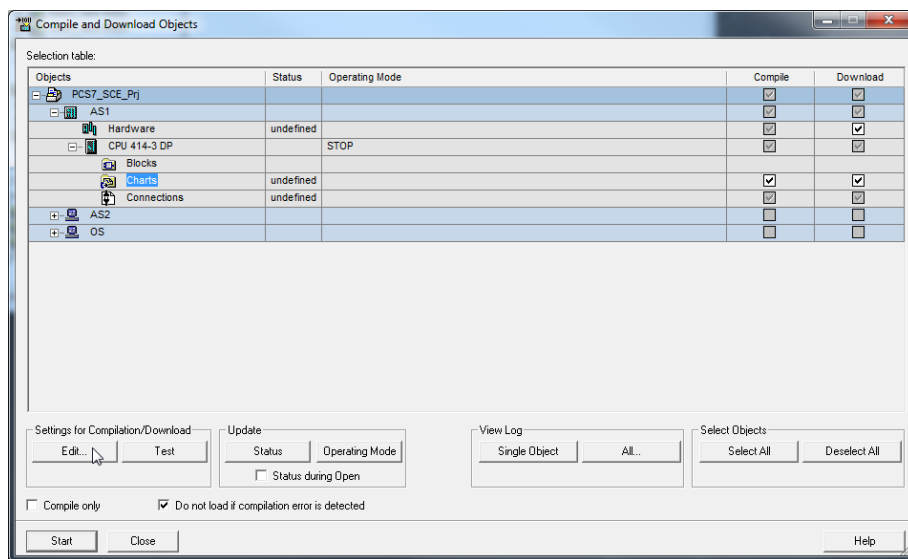 Compile and Download Objects
Selection table:
Objects Status Operating Mode Compile Download
PCS7_SCE_Prj
AS1
Hardware undefined
CPU 414-3 DP STOP
Blocks
Charts undefined
Connections undefined
AS2
OS
Settings for Compilation/Download Update View Log Select Objects
Edit... Test Status Operating Mode Single Object All... Select All Deselect All
Status during Open
Compile only Do not load if compilation error is detected
Start Close Help